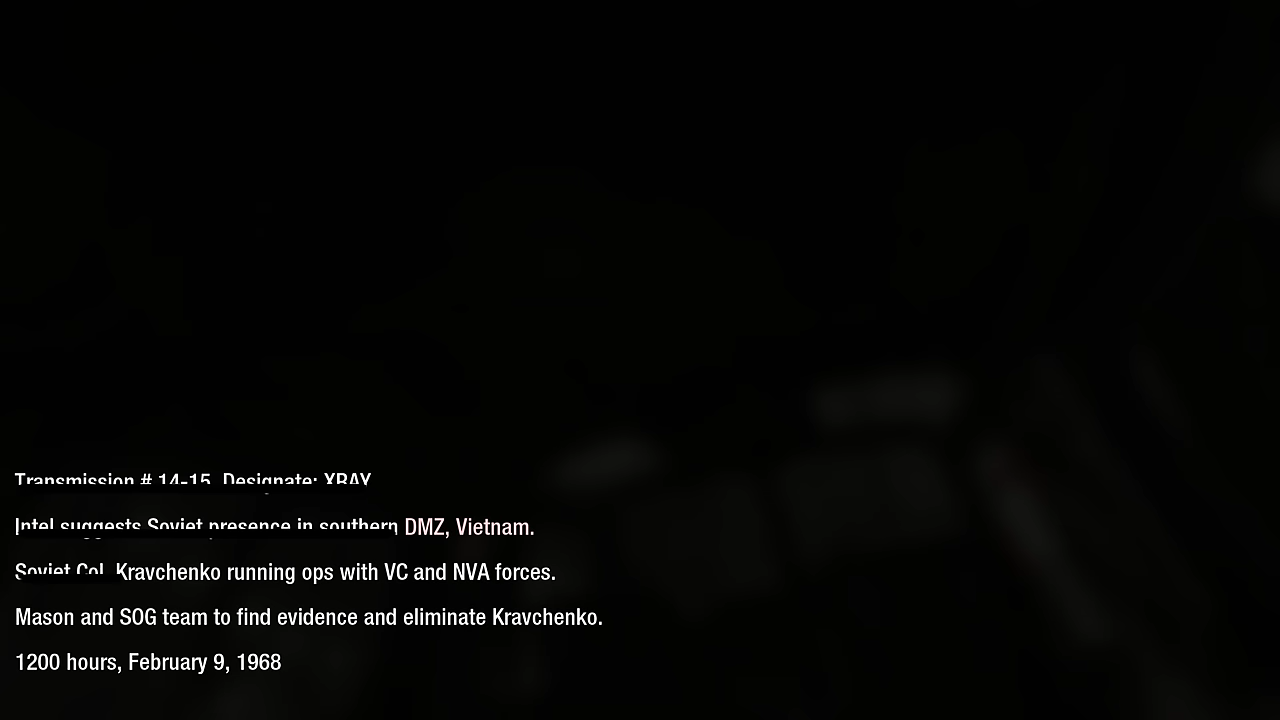 Transmission # 14-15, Designate: XRAY
Intel suggests Soviet presence in southern DMZ, Vietnam.
Soviet Col. Kravchenko running ops with VC and NVA forces.
Mason and SOG team to find evidence and eliminate Kravchenko.
1200 hours, February 9, 1968